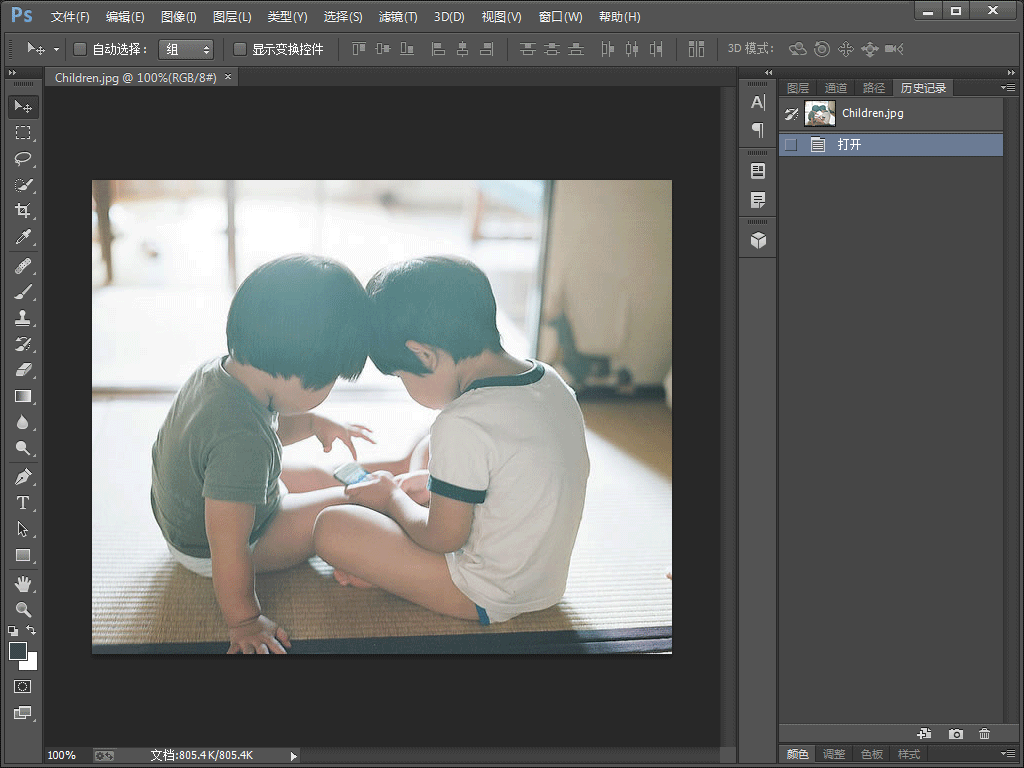 Ps 文件(F) 编辑(E) 图像(I) 图层(L) 类型(Y) 选择(S) 滤镜(T) 3D(D) 视图(V) 窗口(W) 帮助(H)
自动选择： 组 显示变换控件 3D 模式：
Children.jpg @ 100%(RGB/8#) ×
图层 通道 路径 历史记录
Children.jpg
打开
100% 文档:805.4K/805.4K
颜色 调整 色板 样式